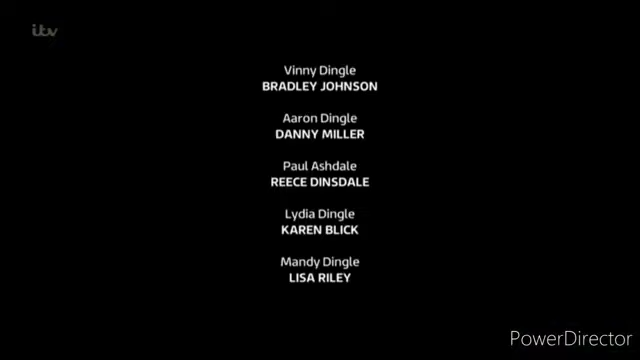 itv
Vinny Dingle
BRADLEY JOHNSON
Aaron Dingle
DANNY MILLER
Paul Ashdale
REECE DINSDALE
Lydia Dingle
KAREN BLICK
Mandy Dingle
LISA RILEY
PowerDirector